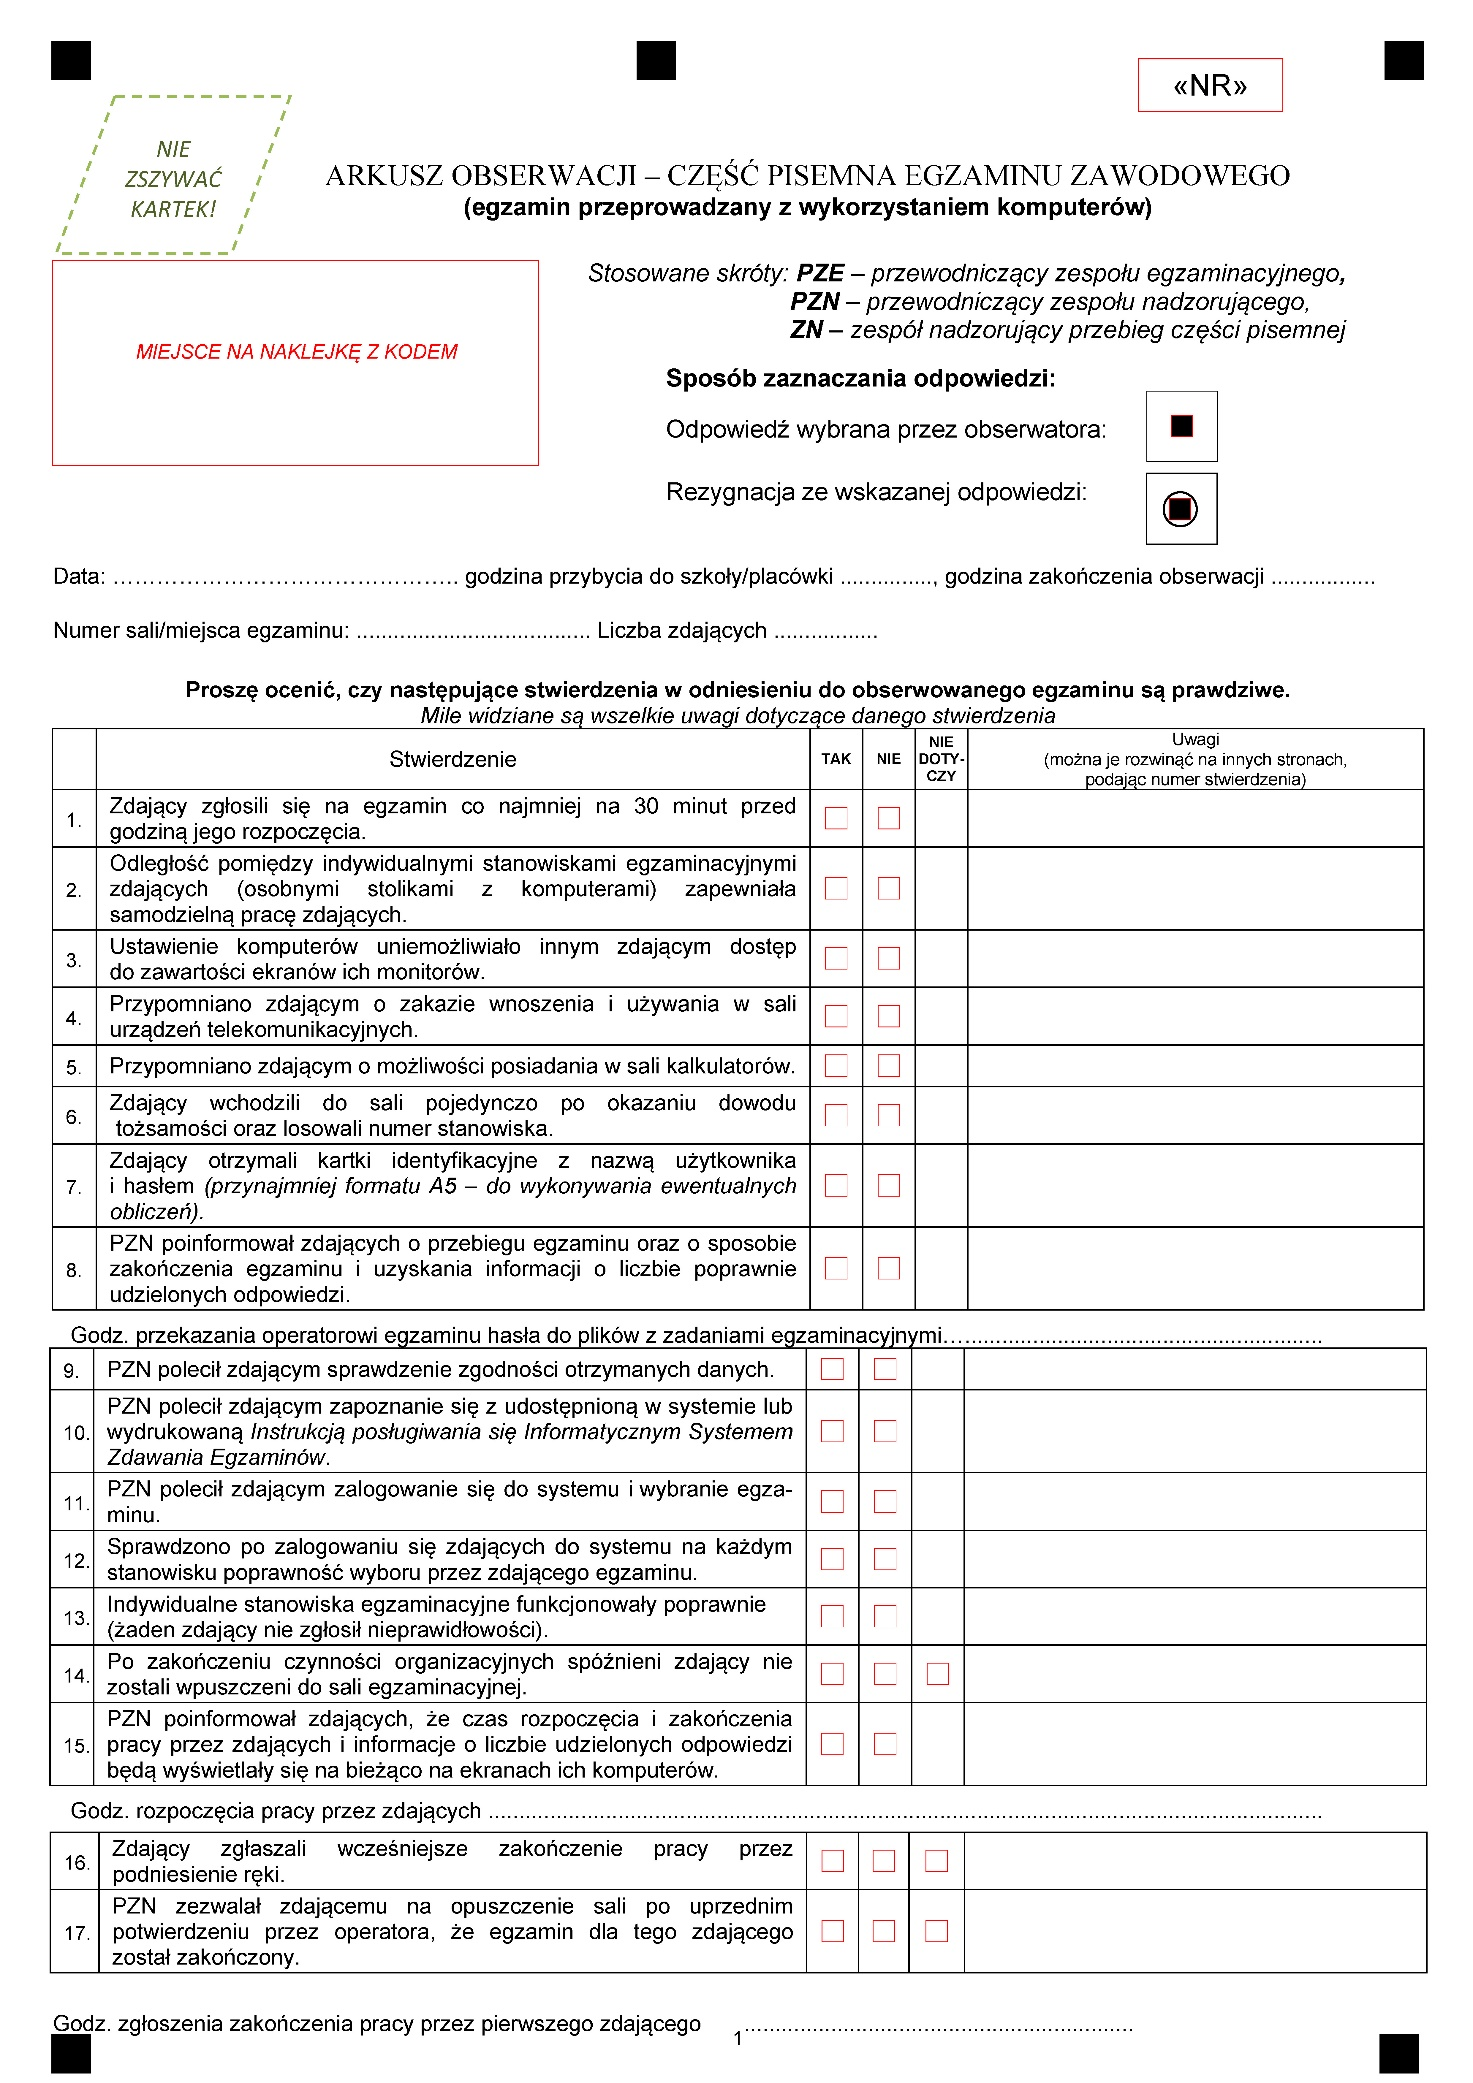 «NR»
NIE
ZSZYWAĆ
KARTEK!
ARKUSZ OBSERWACJI – CZĘŚĆ PISEMNA EGZAMINU ZAWODOWEGO
(egzamin przeprowadzany z wykorzystaniem komputerów)
MIEJSCE NA NAKLEJKĘ Z KODEM
Stosowane skróty: PZE – przewodniczący zespołu egzaminacyjnego,
PZN – przewodniczący zespołu nadzorującego,
ZN – zespół nadzorujący przebieg części pisemnej
Sposób zaznaczania odpowiedzi:
Odpowiedź wybrana przez obserwatora:
Rezygnacja ze wskazanej odpowiedzi:
Data: ……………………………………….. godzina przybycia do szkoły/placówki ..............., godzina zakończenia obserwacji .................
Numer sali/miejsca egzaminu: ...................................... Liczba zdających .................
Proszę ocenić, czy następujące stwierdzenia w odniesieniu do obserwowanego egzaminu są prawdziwe.
Mile widziane są wszelkie uwagi dotyczące danego stwierdzenia
Stwierdzenie
TAK
NIE
NIE
DOTY-
CZY
Uwagi
(można je rozwinąć na innych stronach,
podając numer stwierdzenia)
1.
Zdający zgłosili się na egzamin co najmniej na 30 minut przed
godziną jego rozpoczęcia.
2.
Odległość pomiędzy indywidualnymi stanowiskami egzaminacyjnymi
zdających (osobnymi stolikami z komputerami) zapewniała
samodzielną pracę zdających.
3.
Ustawienie komputerów uniemożliwiało innym zdającym dostęp
do zawartości ekranów ich monitorów.
4.
Przypomniano zdającym o zakazie wnoszenia i używania w sali
urządzeń telekomunikacyjnych.
5.
Przypomniano zdającym o możliwości posiadania w sali kalkulatorów.
6.
Zdający wchodzili do sali pojedynczo po okazaniu dowodu
tożsamości oraz losowali numer stanowiska.
7.
Zdający otrzymali kartki identyfikacyjne z nazwą użytkownika
i hasłem (przynajmniej formatu A5 – do wykonywania ewentualnych
obliczeń).
8.
PZN poinformował zdających o przebiegu egzaminu oraz o sposobie
zakończenia egzaminu i uzyskania informacji o liczbie poprawnie
udzielonych odpowiedzi.
Godz. przekazania operatorowi egzaminu hasła do plików z zadaniami egzaminacyjnymi…..........................................................
9.
PZN polecił zdającym sprawdzenie zgodności otrzymanych danych.
10.
PZN polecił zdającym zapoznanie się z udostępnioną w systemie lub
wydrukowaną Instrukcją posługiwania się Informatycznym Systemem
Zdawania Egzaminów.
11.
PZN polecił zdającym zalogowanie się do systemu i wybranie egza-
minu.
12.
Sprawdzono po zalogowaniu się zdających do systemu na każdym
stanowisku poprawność wyboru przez zdającego egzaminu.
13.
Indywidualne stanowiska egzaminacyjne funkcjonowały poprawnie
(żaden zdający nie zgłosił nieprawidłowości).
14.
Po zakończeniu czynności organizacyjnych spóźnieni zdający nie
zostali wpuszczeni do sali egzaminacyjnej.
15.
PZN poinformował zdających, że czas rozpoczęcia i zakończenia
pracy przez zdających i informacje o liczbie udzielonych odpowiedzi
będą wyświetlały się na bieżąco na ekranach ich komputerów.
Godz. rozpoczęcia pracy przez zdających ........................................................................................................................................
16.
Zdający zgłaszali wcześniejsze zakończenie pracy przez
podniesienie ręki.
17.
PZN zezwalał zdającemu na opuszczenie sali po uprzednim
potwierdzeniu przez operatora, że egzamin dla tego zdającego
został zakończony.
Godz. zgłoszenia zakończenia pracy przez pierwszego zdającego ...............................................................
1